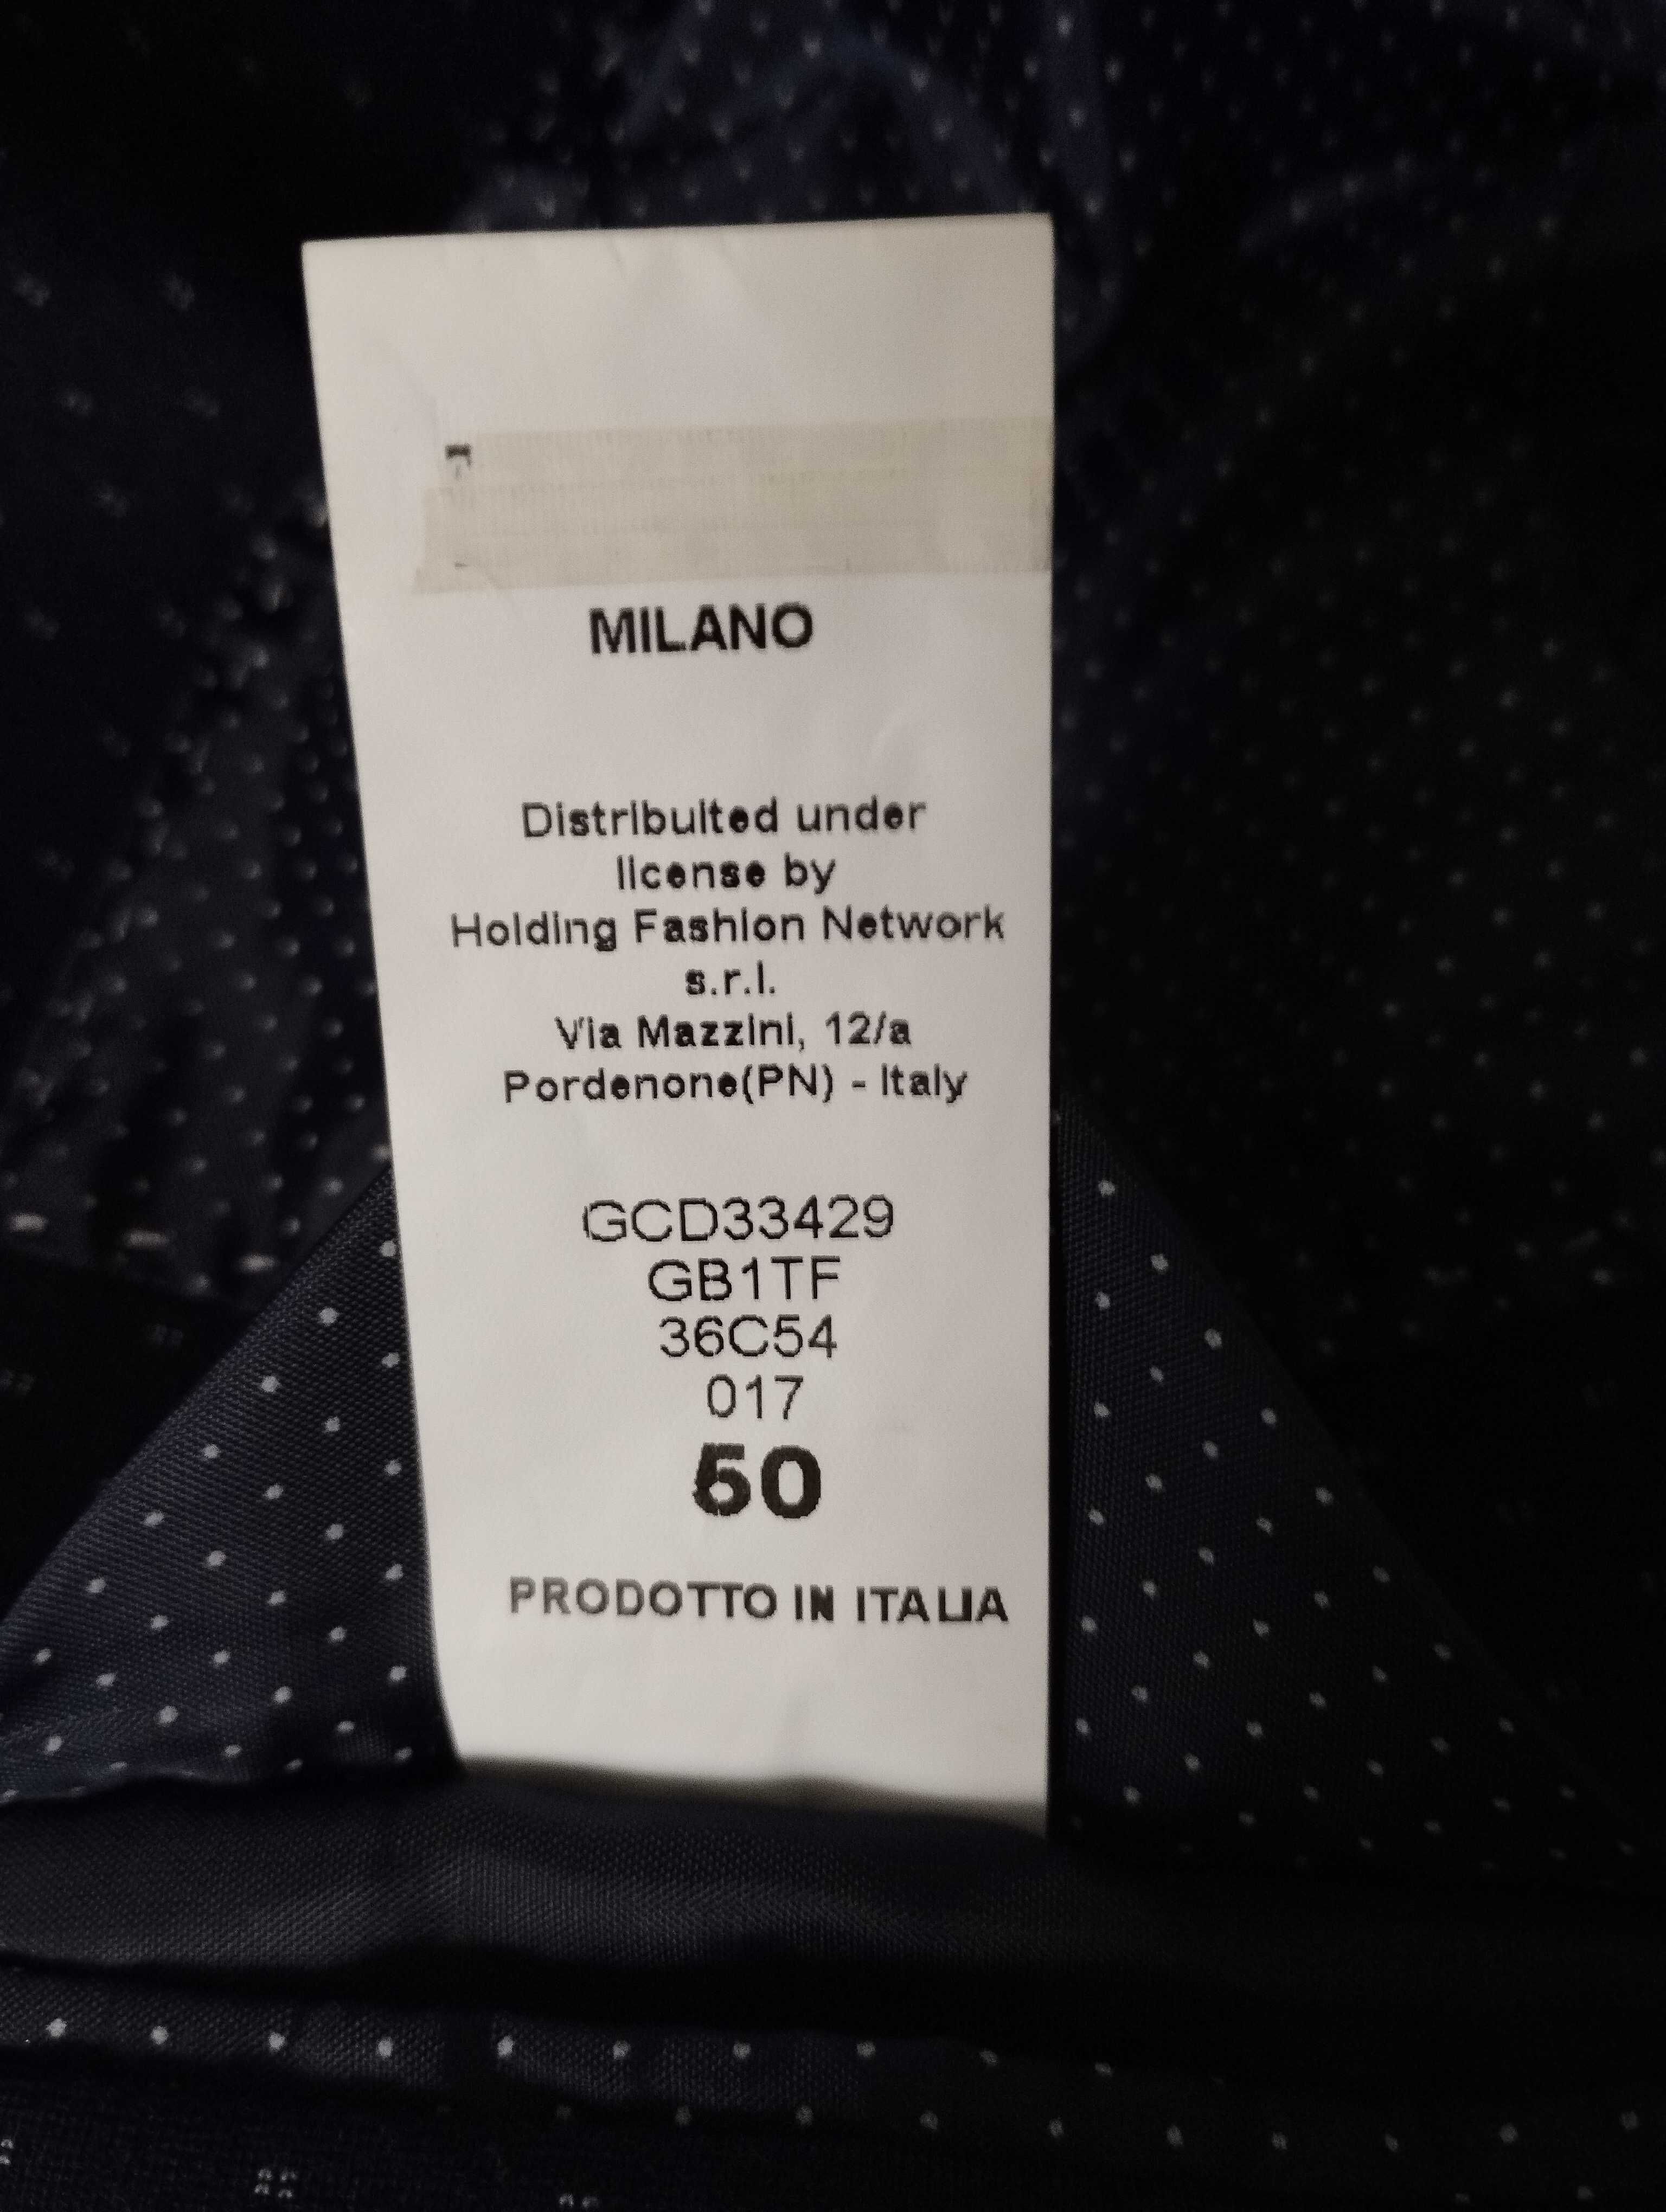 MILANO
Distribuited under
license by
Holding Fashion Network
s.r.l.
Via Mazzini, 12/a
Pordenone(PN) - Italy
GCD33429
GB1TF
36C54
017
50
PRODOTTO IN ITALIA